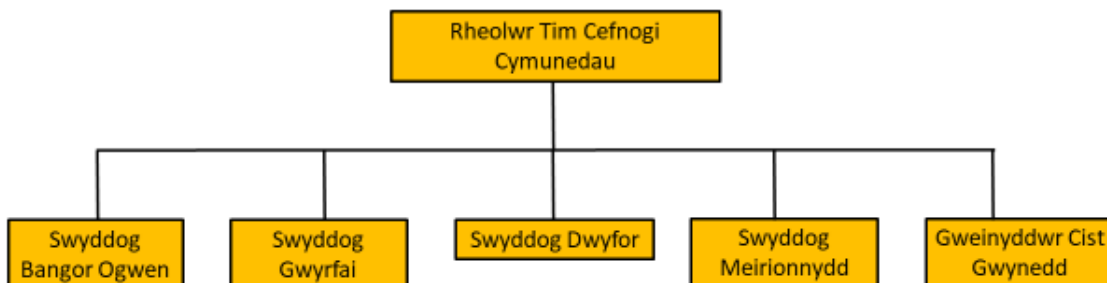 Rheolwr Tim Cefnogi
Cymunedau
Swyddog
Bangor Ogwen
Swyddog
Gwyrfai
Swyddog Dwyfor
Swyddog
Meirionnydd
Gweinyddwr Cist
Gwynedd